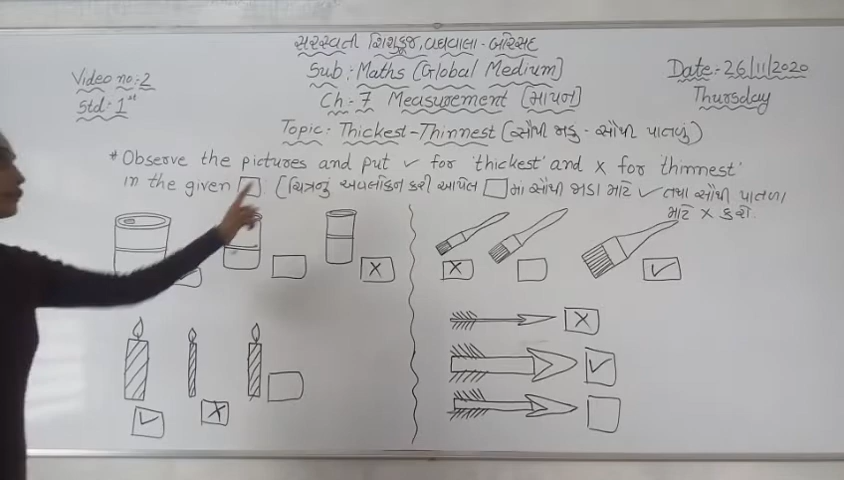 સરસ્વતી શિશુકુંજ, વઘવાલા - બોરસદ
Video no:-2
Sub : Maths [Global Medium]
Date:- 26/11/2020
Std:- 1st
Ch:- 7 Measurement [માપન]
Thursday
Topic: Thickest-Thinnest (સૌથી જાડું - સૌથી પાતળું)
* Observe the pictures and put ✓ for 'thickest' and x for 'thinnest'
in the given □. [ચિત્રનું અવલોકન કરી આપેલ □ માં સૌથી જાડા માટે ✓ તથા સૌથી પાતળા
માટે x કરો.
x
x
✓
x
✓
✓
x